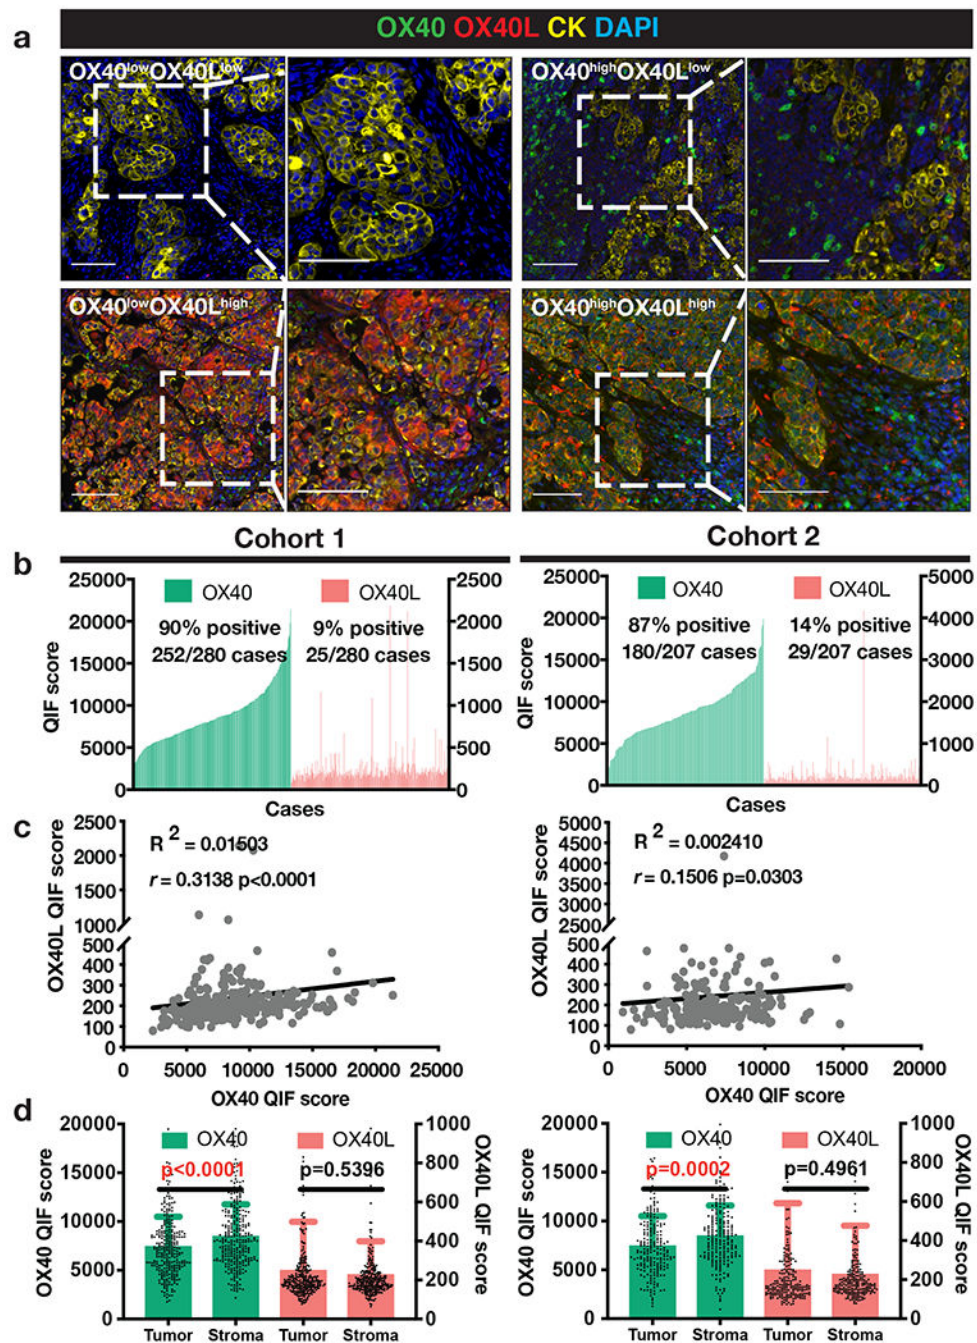 a
OX40 OX40L CK DAPI
OX40lowOX40Llow
OX40highOX40Llow
OX40lowOX40Lhigh
OX40highOX40Lhigh
Cohort 1
Cohort 2
b
QIF score
25000
20000
15000
10000
5000
0
OX40
OX40L
90% positive
252/280 cases
9% positive
25/280 cases
2500
2000
1500
1000
500
0
Cases
25000
20000
15000
10000
5000
0
OX40
OX40L
87% positive
180/207 cases
14% positive
29/207 cases
5000
4000
3000
2000
1000
0
QIF score
Cases
c
OX40L QIF score
2500
2000
1500
1000
500
400
300
200
100
0
R2 = 0.01503
r = 0.3138 p<0.0001
0 5000 10000 15000 20000 25000
OX40 QIF score
OX40L QIF score
5000
4500
4000
3500
3000
2500
500
400
300
200
100
0
R2 = 0.002410
r = 0.1506 p=0.0303
0 5000 10000 15000 20000
OX40 QIF score
d
OX40 QIF score
20000
15000
10000
5000
0
OX40
OX40L
p<0.0001
p=0.5396
1000
800
600
400
200
0
OX40L QIF score
Tumor Stroma Tumor Stroma
OX40 QIF score
20000
15000
10000
5000
0
OX40
OX40L
p=0.0002
p=0.4961
1000
800
600
400
200
0
OX40L QIF score
Tumor Stroma Tumor Stroma